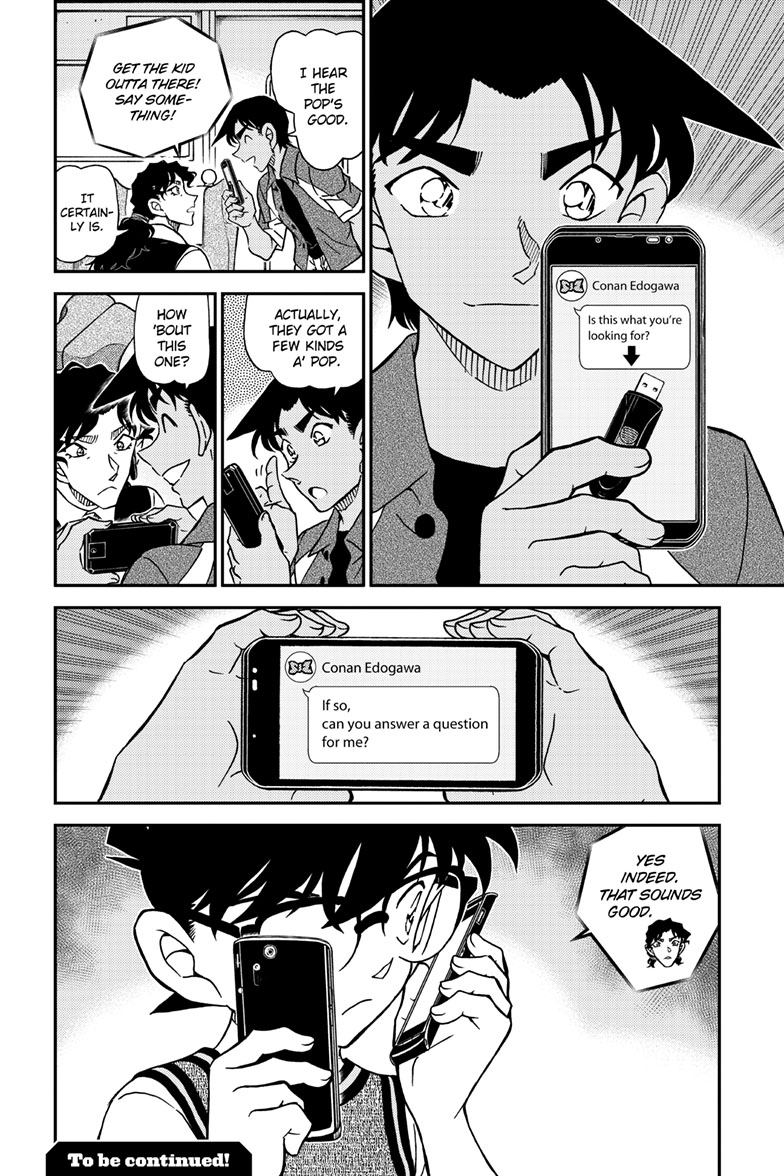 Conan Edogawa
Is this what you're
looking for?
I HEAR
THE
POP'S
GOOD.
GET THE KID
OUTTA THERE!
SAY SOME-
THING!
IT
CERTAIN-
LY IS.
ACTUALLY,
THEY GOT A
FEW KINDS
A' POP.
HOW
'BOUT
THIS
ONE?
Conan Edogawa
If so,
can you answer a question
for me?
YES
INDEED.
THAT SOUNDS
GOOD.
To be continued!